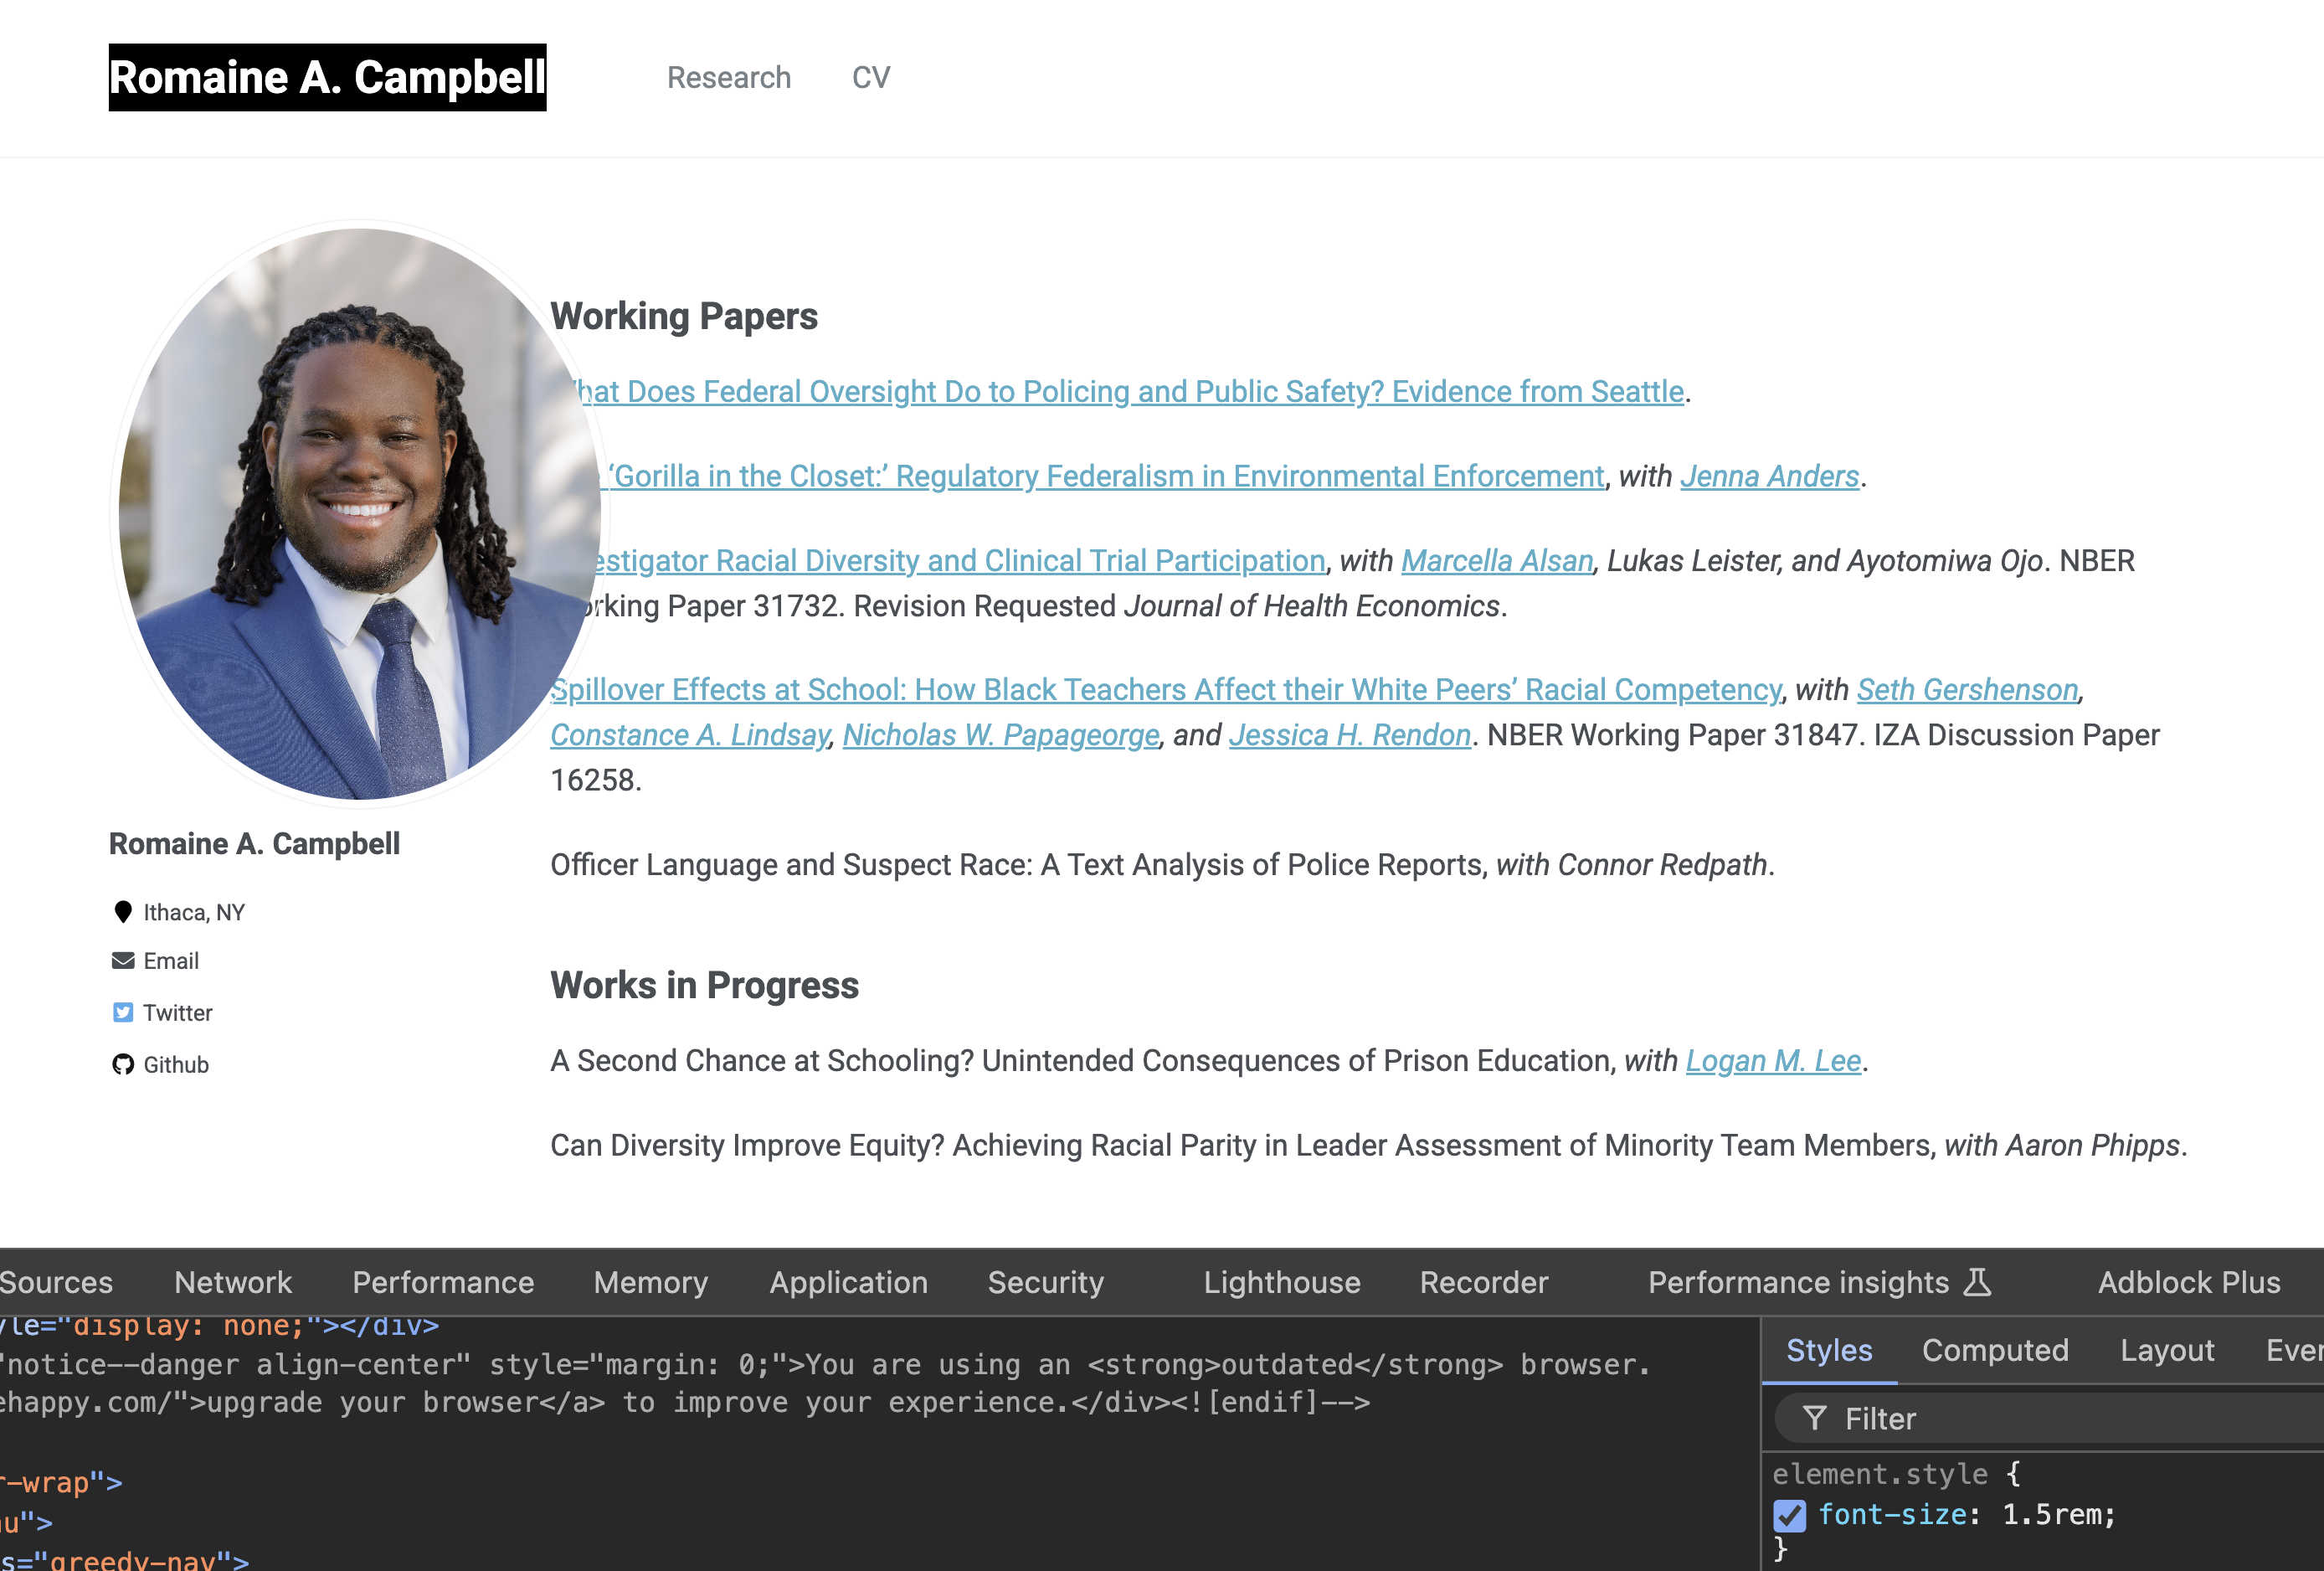 Romaine A. Campbell
Research CV
Working Papers
hat Does Federal Oversight Do to Policing and Public Safety? Evidence from Seattle.
‘Gorilla in the Closet:’ Regulatory Federalism in Environmental Enforcement, with Jenna Anders.
estigator Racial Diversity and Clinical Trial Participation, with Marcella Alsan, Lukas Leister, and Ayotomiwa Ojo. NBER
orking Paper 31732. Revision Requested Journal of Health Economics.
Spillover Effects at School: How Black Teachers Affect their White Peers’ Racial Competency, with Seth Gershenson,
Constance A. Lindsay, Nicholas W. Papageorge, and Jessica H. Rendon. NBER Working Paper 31847. IZA Discussion Paper
16258.
Officer Language and Suspect Race: A Text Analysis of Police Reports, with Connor Redpath.
Works in Progress
A Second Chance at Schooling? Unintended Consequences of Prison Education, with Logan M. Lee.
Can Diversity Improve Equity? Achieving Racial Parity in Leader Assessment of Minority Team Members, with Aaron Phipps.
Romaine A. Campbell
Ithaca, NY
Email
Twitter
Github
Sources Network Performance Memory Application Security Lighthouse Recorder Performance insights Adblock Plus
yle="display: none;"></div>
"notice--danger align-center" style="margin: 0;">You are using an <strong>outdated</strong> browser.
ehappy.com/">upgrade your browser</a> to improve your experience.</div><![endif]-->
r-wrap">
nu">
s="greedy-nav">
Styles Computed Layout Even
Filter
element.style {
font-size: 1.5rem;
}